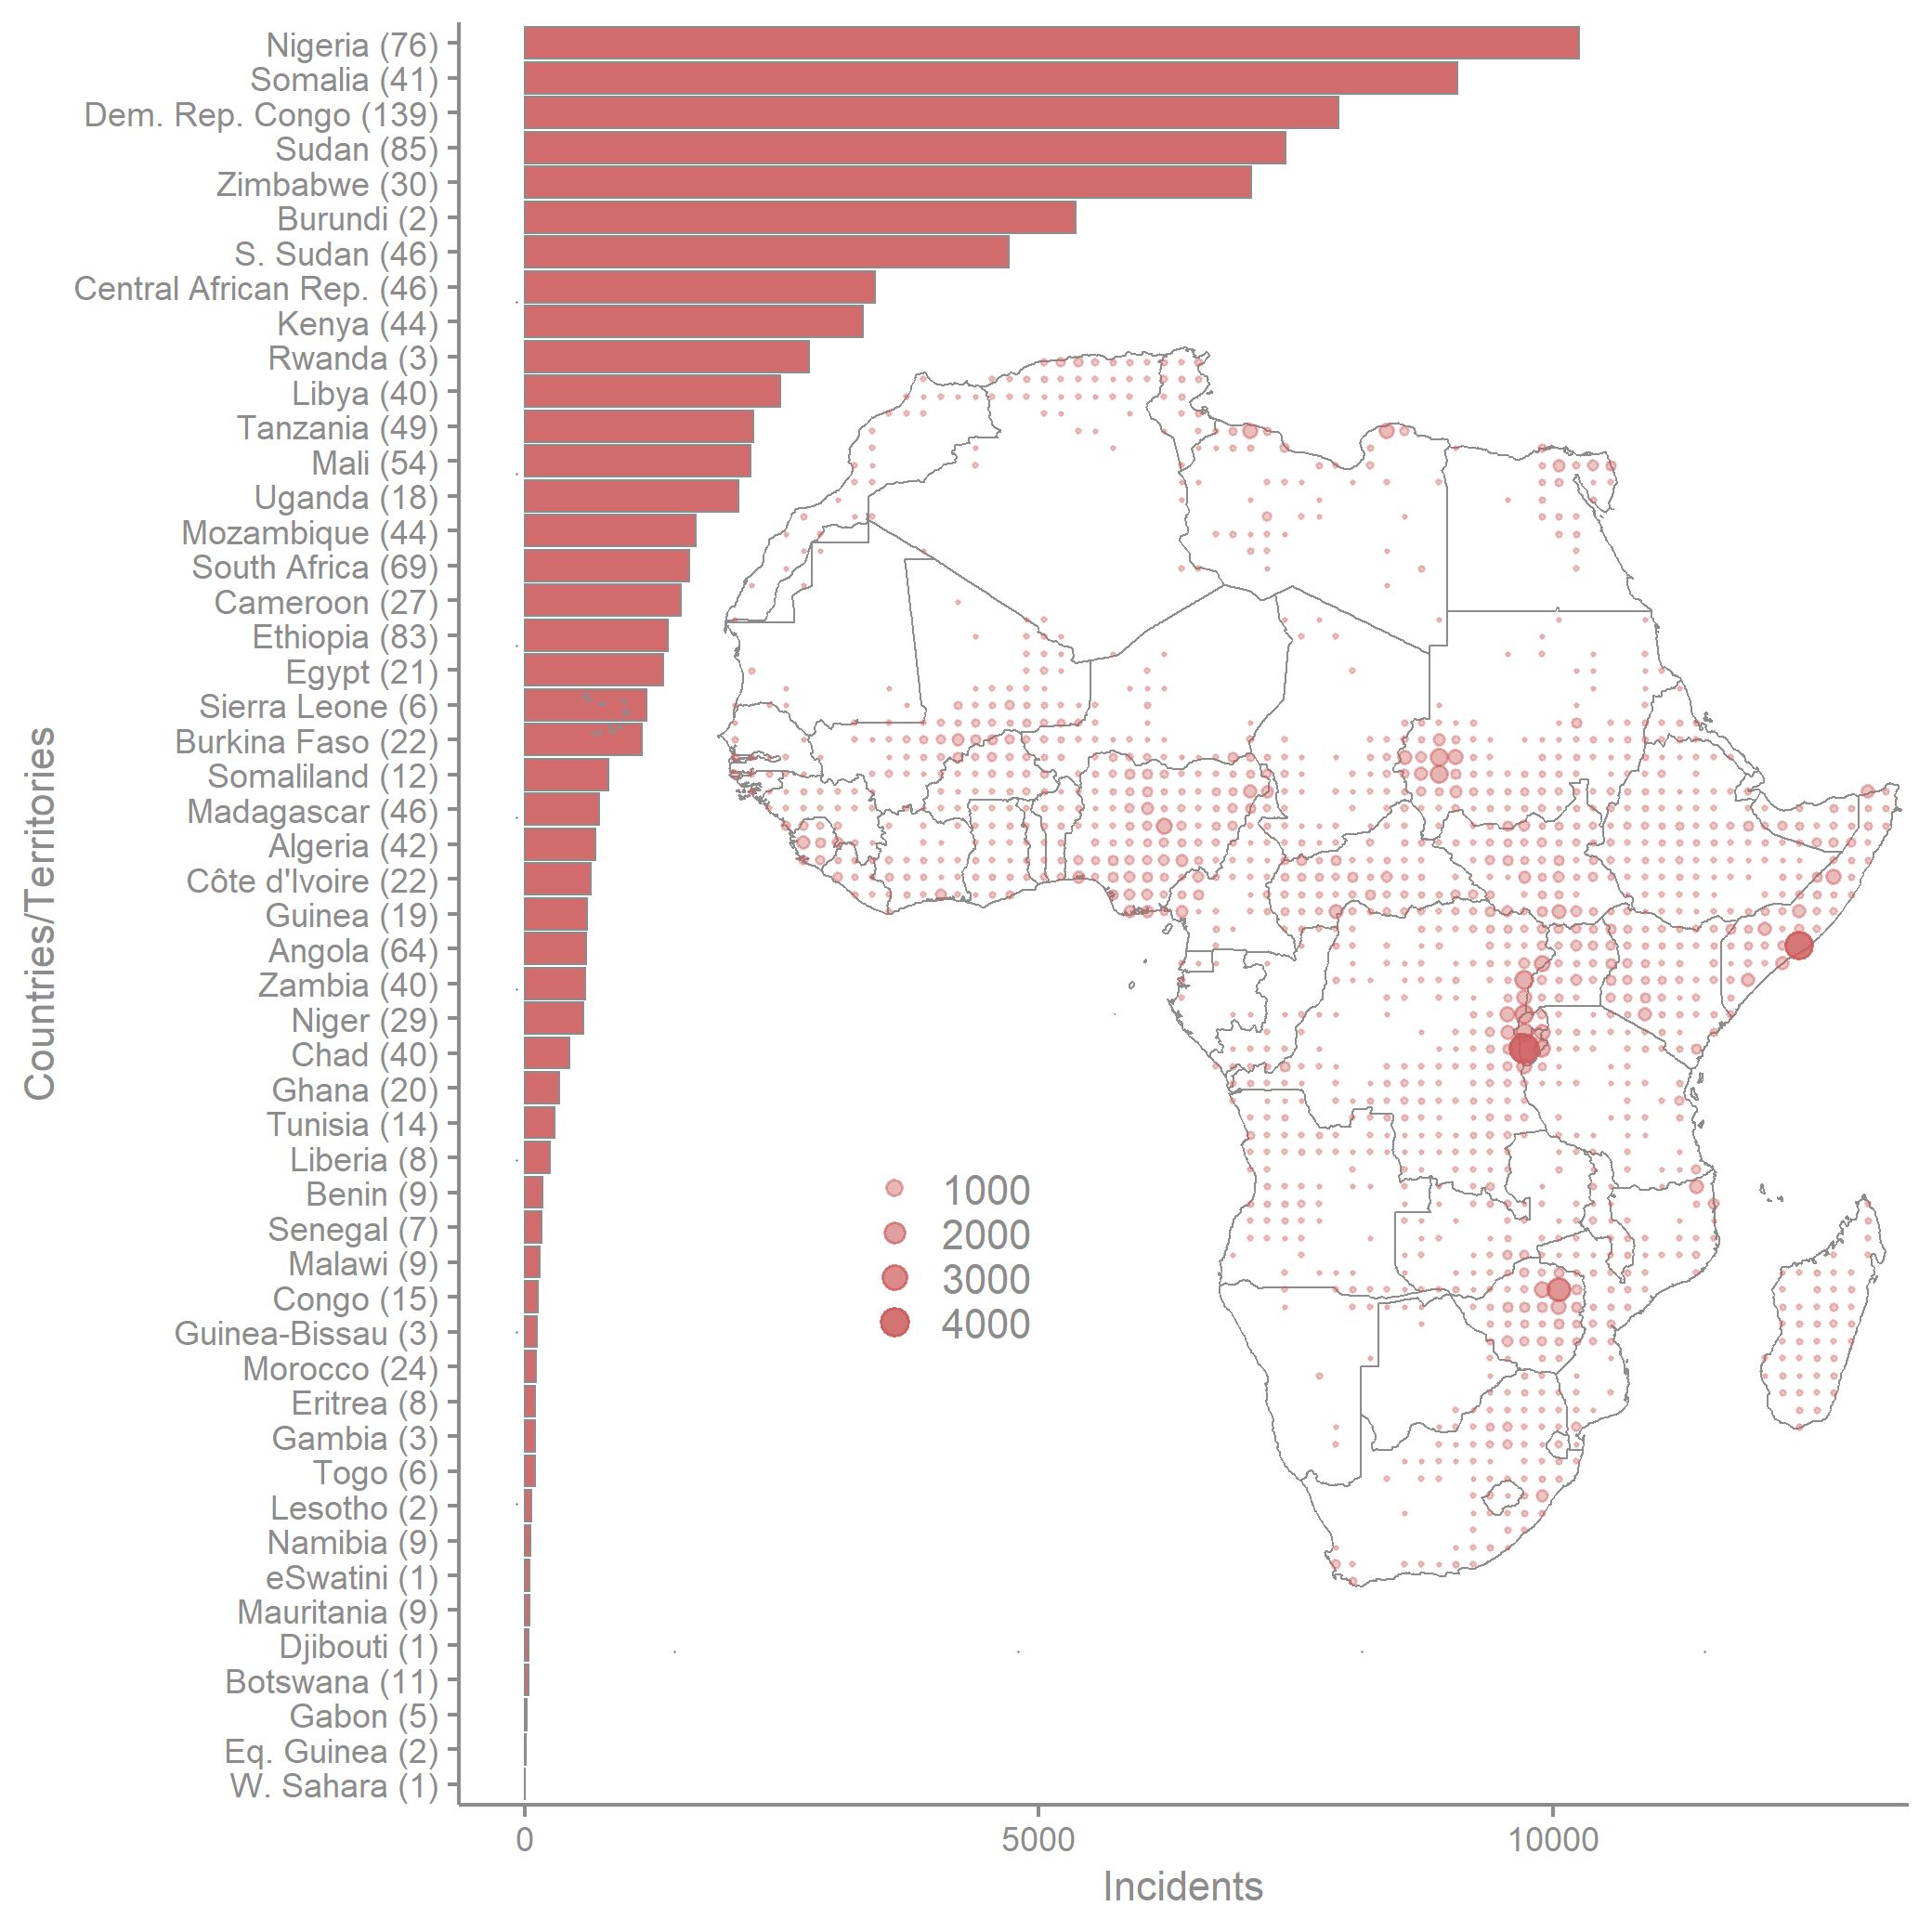 Nigeria (76)
Somalia (41)
Dem. Rep. Congo (139)
Sudan (85)
Zimbabwe (30)
Burundi (2)
S. Sudan (46)
Central African Rep. (46)
Kenya (44)
Rwanda (3)
Libya (40)
Tanzania (49)
Mali (54)
Uganda (18)
Mozambique (44)
South Africa (69)
Cameroon (27)
Ethiopia (83)
Egypt (21)
Sierra Leone (6)
Burkina Faso (22)
Somaliland (12)
Madagascar (46)
Algeria (42)
Côte d'Ivoire (22)
Guinea (19)
Angola (64)
Zambia (40)
Niger (29)
Chad (40)
Ghana (20)
Tunisia (14)
Liberia (8)
Benin (9)
Senegal (7)
Malawi (9)
Congo (15)
Guinea-Bissau (3)
Morocco (24)
Eritrea (8)
Gambia (3)
Togo (6)
Lesotho (2)
Namibia (9)
eSwatini (1)
Mauritania (9)
Djibouti (1)
Botswana (11)
Gabon (5)
Eq. Guinea (2)
W. Sahara (1)
Countries/Territories
1000
2000
3000
4000
0 5000 10000
Incidents